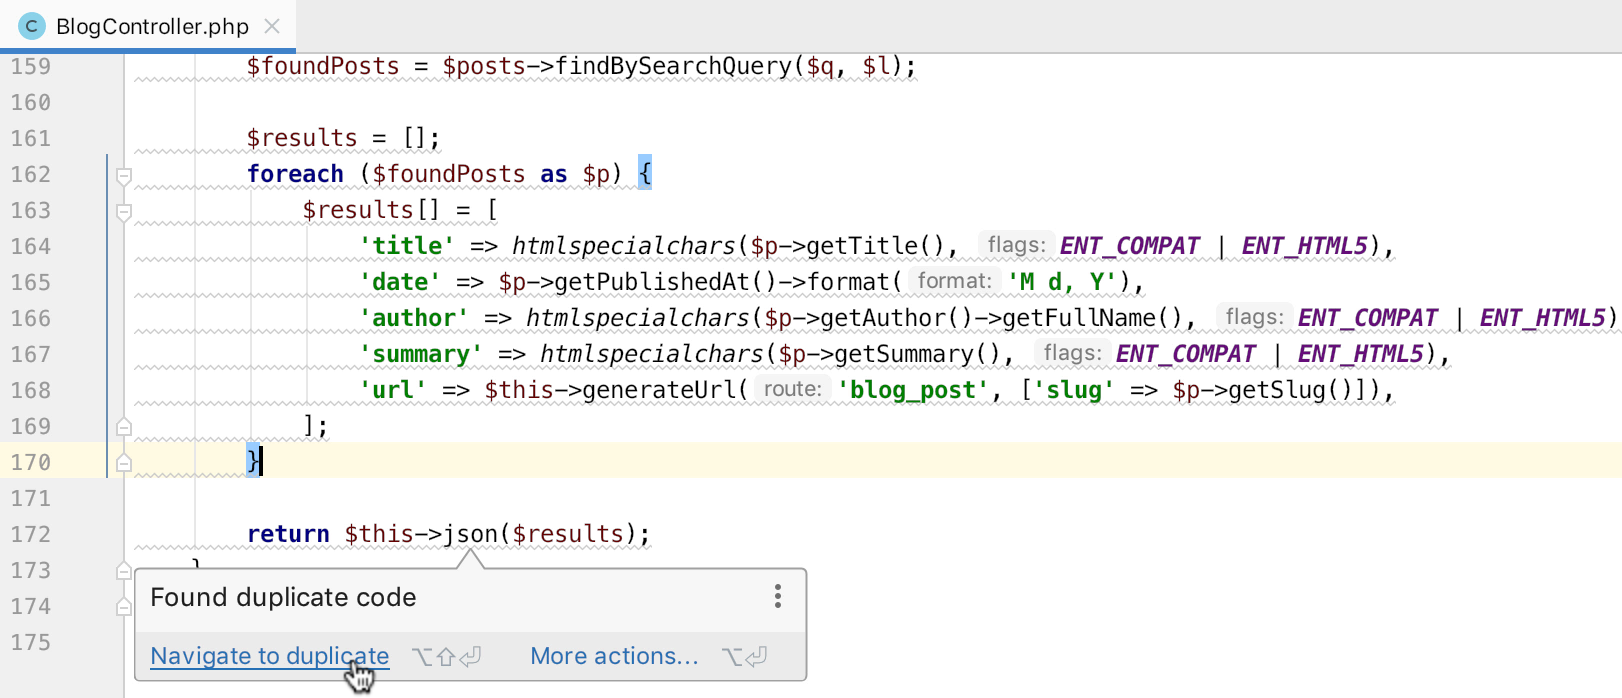 C BlogController.php
159 $foundPosts = $posts->findBySearchQuery($q, $l);
160
161 $results = [];
162 foreach ($foundPosts as $p) {
163 $results[] = [
164 'title' => htmlspecialchars($p->getTitle(), flags: ENT_COMPAT | ENT_HTML5),
165 'date' => $p->getPublishedAt()->format( format: 'M d, Y'),
166 'author' => htmlspecialchars($p->getAuthor()->getFullName(), flags: ENT_COMPAT | ENT_HTML5)
167 'summary' => htmlspecialchars($p->getSummary(), flags: ENT_COMPAT | ENT_HTML5),
168 'url' => $this->generateUrl( route: 'blog_post', ['slug' => $p->getSlug()]),
169 ];
170 }
171
172 return $this->json($results);
173 }
174
175
Found duplicate code
Navigate to duplicate ⌥⇧⏎ More actions... ⌥⏎